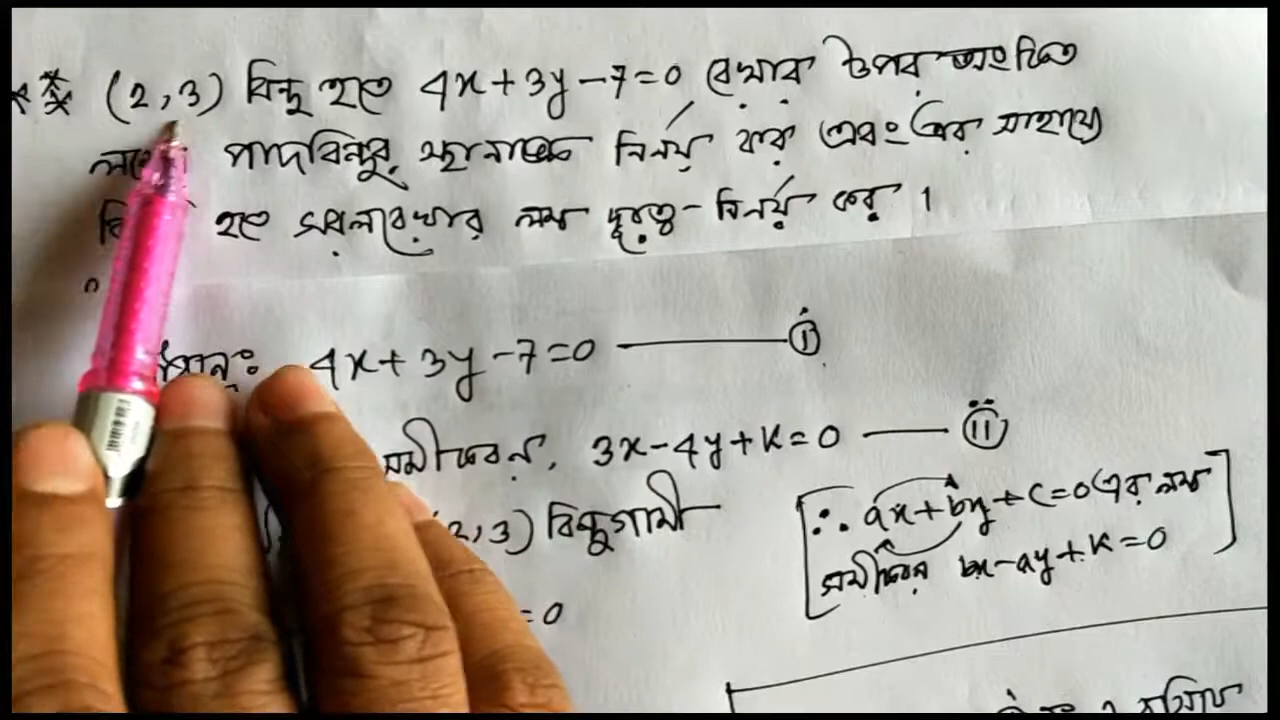 (2,3) বিন্দু হতে 4x+3y-7=0 রেখার উপর অংকিত
পাদবিন্দুর স্থানাঙ্ক নির্ণয় কর এবং এর সাহায্যে
হতে সরলরেখার লম্ব দূরত্ব নির্ণয় কর ।
4x+3y-7=0 (i)
সমীকরণ, 3x-4y+k=0 (ii)
2,3) বিন্দুগামী
[∴ ax+by+c=0 এর লম্ব
সমীকরণ bx-ay+k=0]
=0